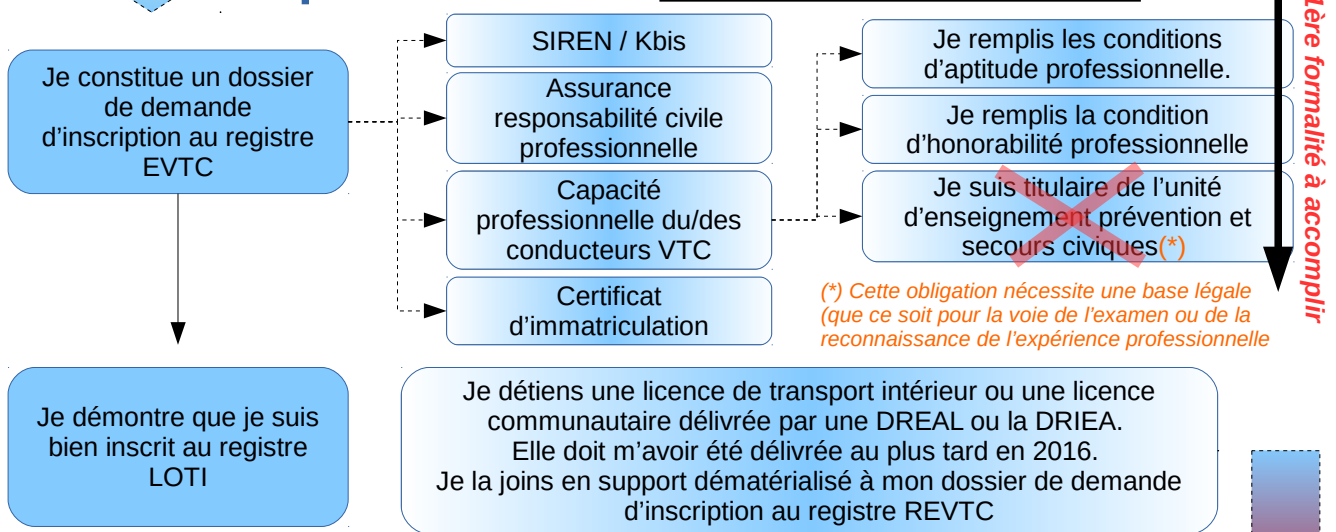 Je constitue un dossier
de demande
d’inscription au registre
EVTC
SIREN / Kbis
Assurance
responsabilité civile
professionnelle
Capacité
professionnelle du/des
conducteurs VTC
Certificat
d’immatriculation
Je remplis les conditions
d’aptitude professionnelle.
Je remplis la condition
d’honorabilité professionnelle
Je suis titulaire de l’unité
d’enseignement prévention et
secours civiques(*)
(*) Cette obligation nécessite une base légale
(que ce soit pour la voie de l’examen ou de la
reconnaissance de l’expérience professionnelle
1ère formalité à accomplir
Je démontre que je suis
bien inscrit au registre
LOTI
Je détiens une licence de transport intérieur ou une licence
communautaire délivrée par une DREAL ou la DRIEA.
Elle doit m’avoir été délivrée au plus tard en 2016.
Je la joins en support dématérialisé à mon dossier de demande
d’inscription au registre REVTC